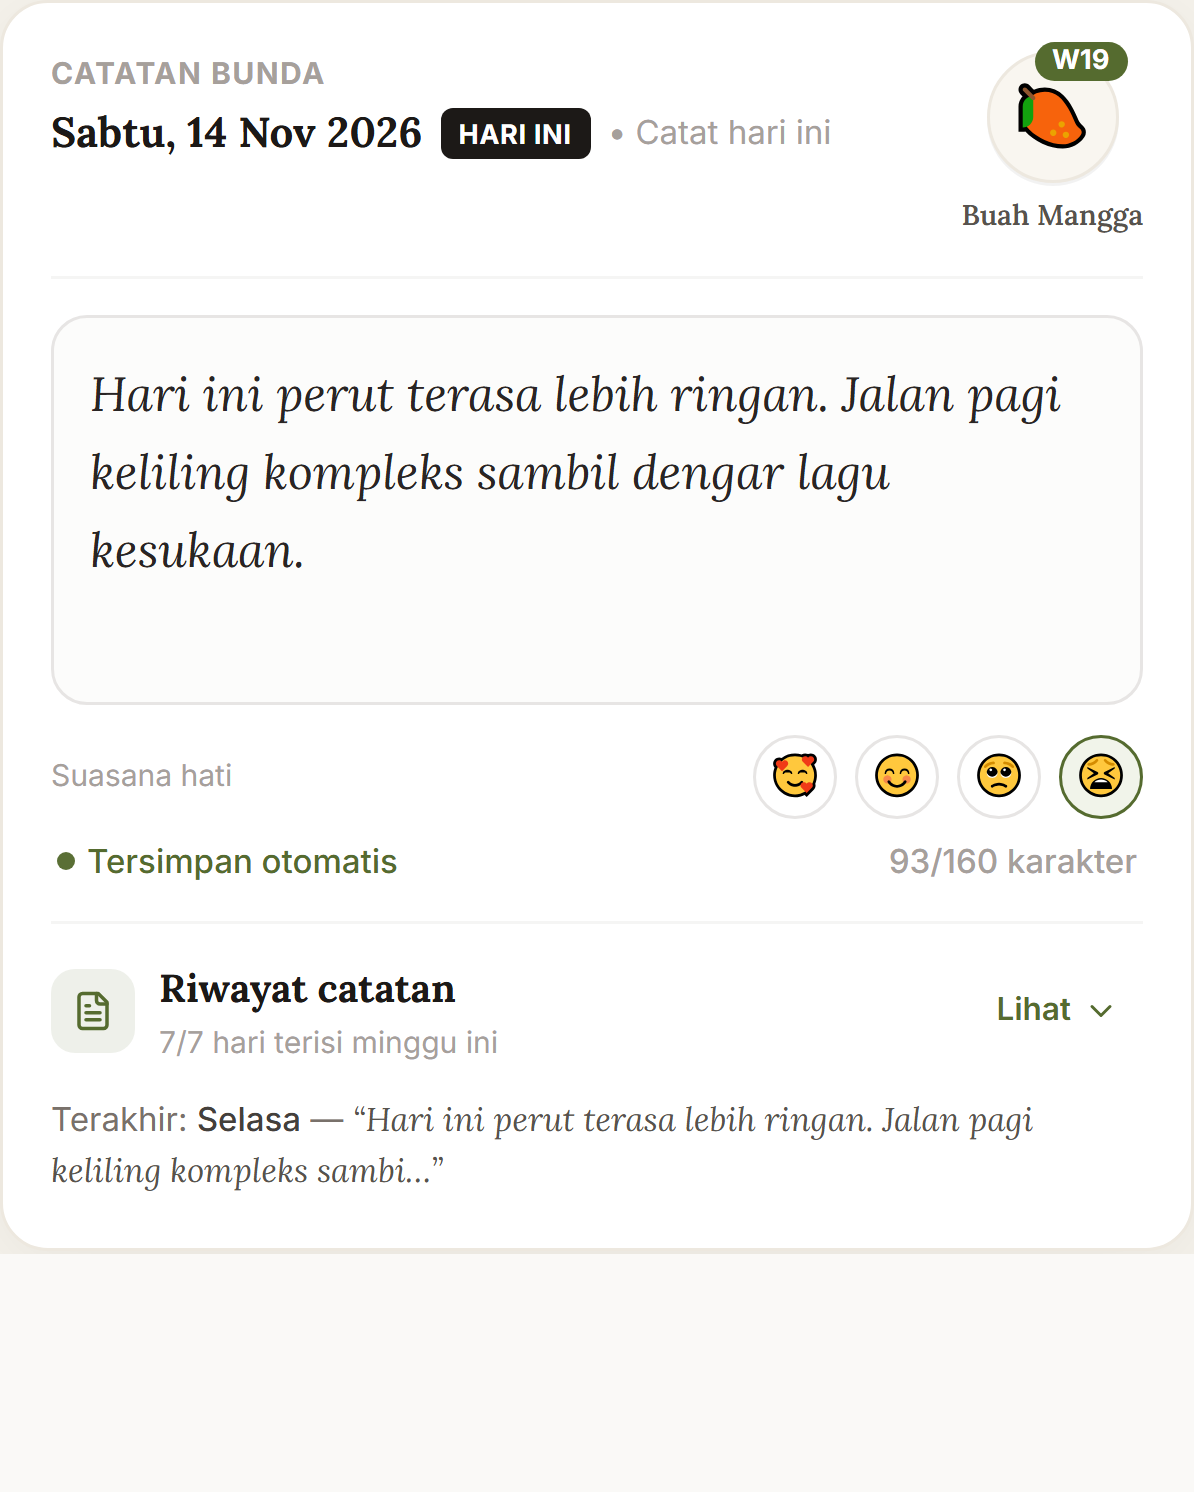 CATATAN BUNDA
Sabtu, 14 Nov 2026 HARI INI • Catat hari ini
W19
Buah Mangga
Hari ini perut terasa lebih ringan. Jalan pagi
keliling kompleks sambil dengar lagu
kesukaan.
Suasana hati
Tersimpan otomatis
93/160 karakter
Riwayat catatan
7/7 hari terisi minggu ini
Lihat
Terakhir: Selasa — “Hari ini perut terasa lebih ringan. Jalan pagi
keliling kompleks sambi...”